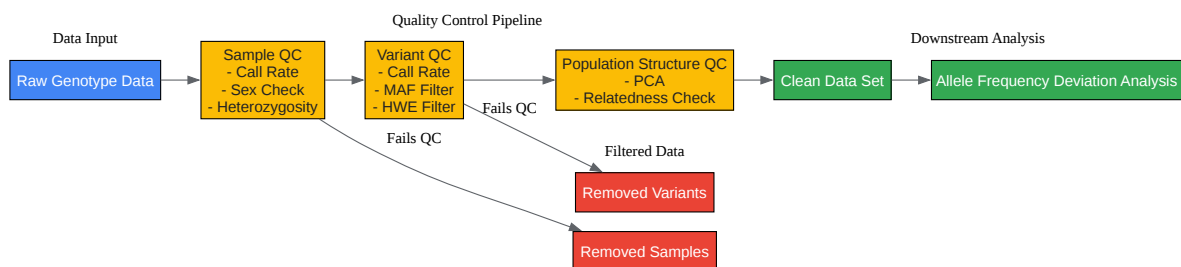 Quality Control Pipeline
Data Input
Downstream Analysis
Raw Genotype Data
Sample QC
- Call Rate
- Sex Check
- Heterozygosity
Variant QC
- Call Rate
- MAF Filter
- HWE Filter
Population Structure QC
- PCA
- Relatedness Check
Clean Data Set
Allele Frequency Deviation Analysis
Fails QC
Fails QC
Filtered Data
Removed Variants
Removed Samples